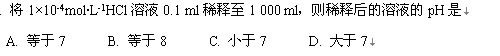 . 将 1×10⁻⁴mol·L⁻¹HCl 溶液 0.1 ml 稀释至 1 000 ml，则稀释后的溶液的 pH 是
A. 等于 7 B. 等于 8 C. 小于 7 D. 大于 7